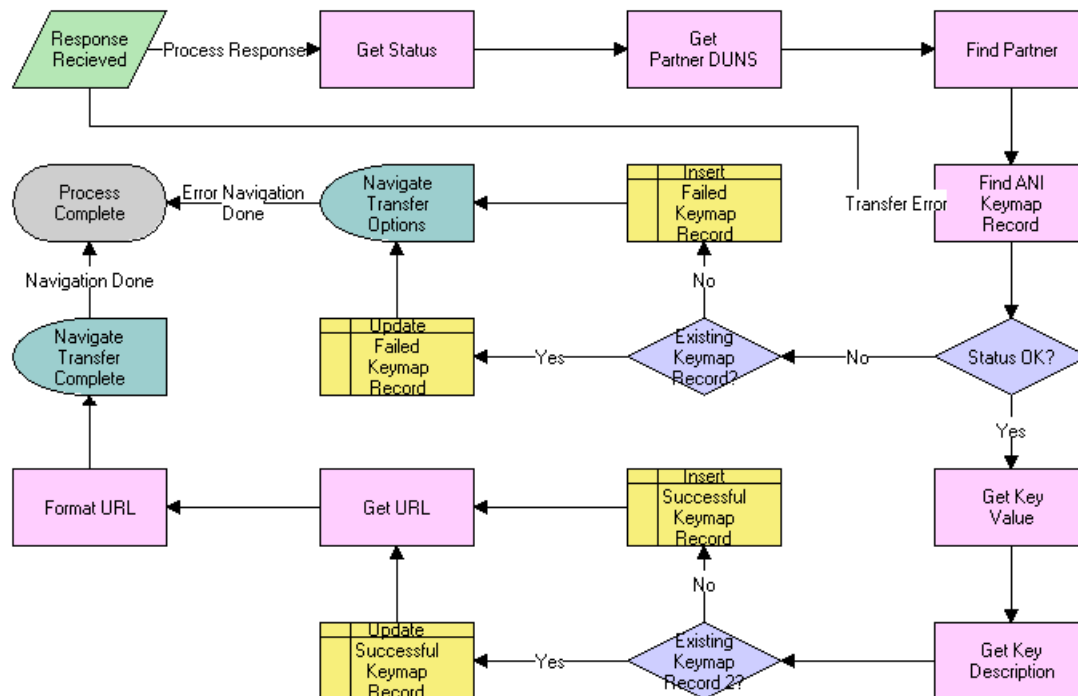 Response
Recieved
Process Response
Get Status
Get
Partner DUNS
Find Partner
Process
Complete
Error Navigation
Done
Navigate
Transfer
Options
Insert
Failed
Keymap
Record
Transfer Error
Find ANI
Keymap
Record
Navigation Done
No
Navigate
Transfer
Complete
Update
Failed
Keymap
Record
Yes
Existing
Keymap
Record?
No
Status OK?
Yes
Format URL
Get URL
Insert
Successful
Keymap
Record
Get Key
Value
No
Update
Successful
Keymap
Record
Yes
Existing
Keymap
Record 2?
Get Key
Description